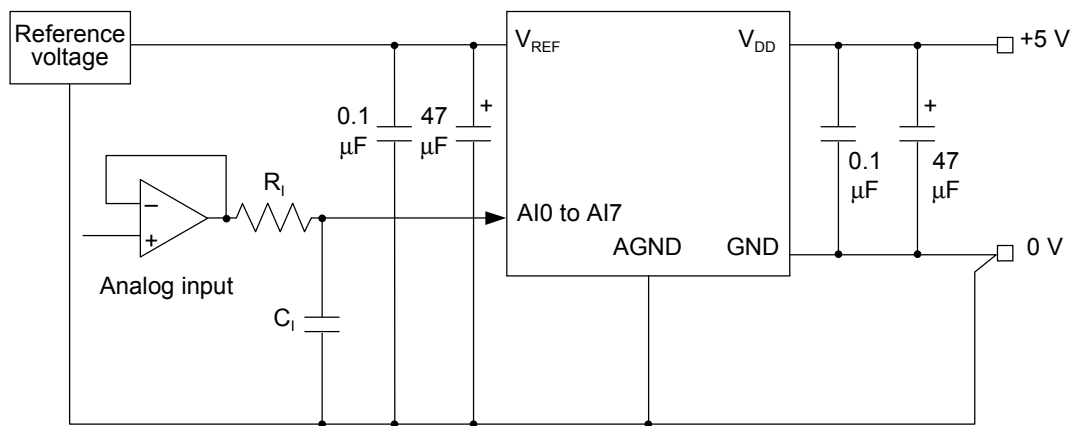 Reference
voltage
V_REF
V_DD
+5 V
0.1
µF
47
µF
+
0.1
µF
+
47
µF
R_I
−
+
AI0 to AI7
AGND
GND
0 V
Analog input
C_I